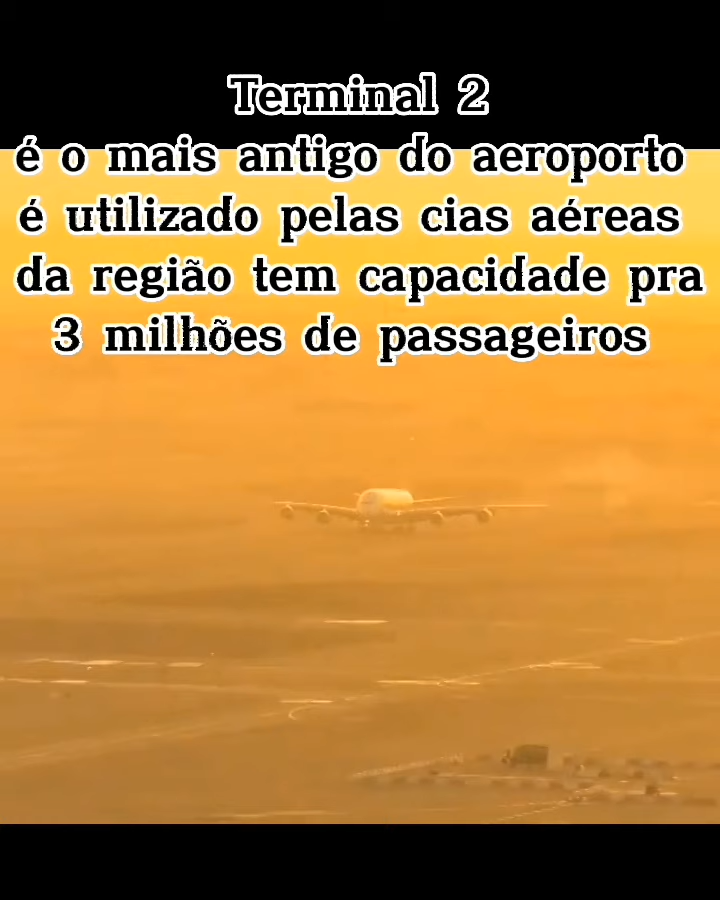 Terminal 2
é o mais antigo do aeroporto
é utilizado pelas cias aéreas
da região tem capacidade pra
3 milhões de passageiros